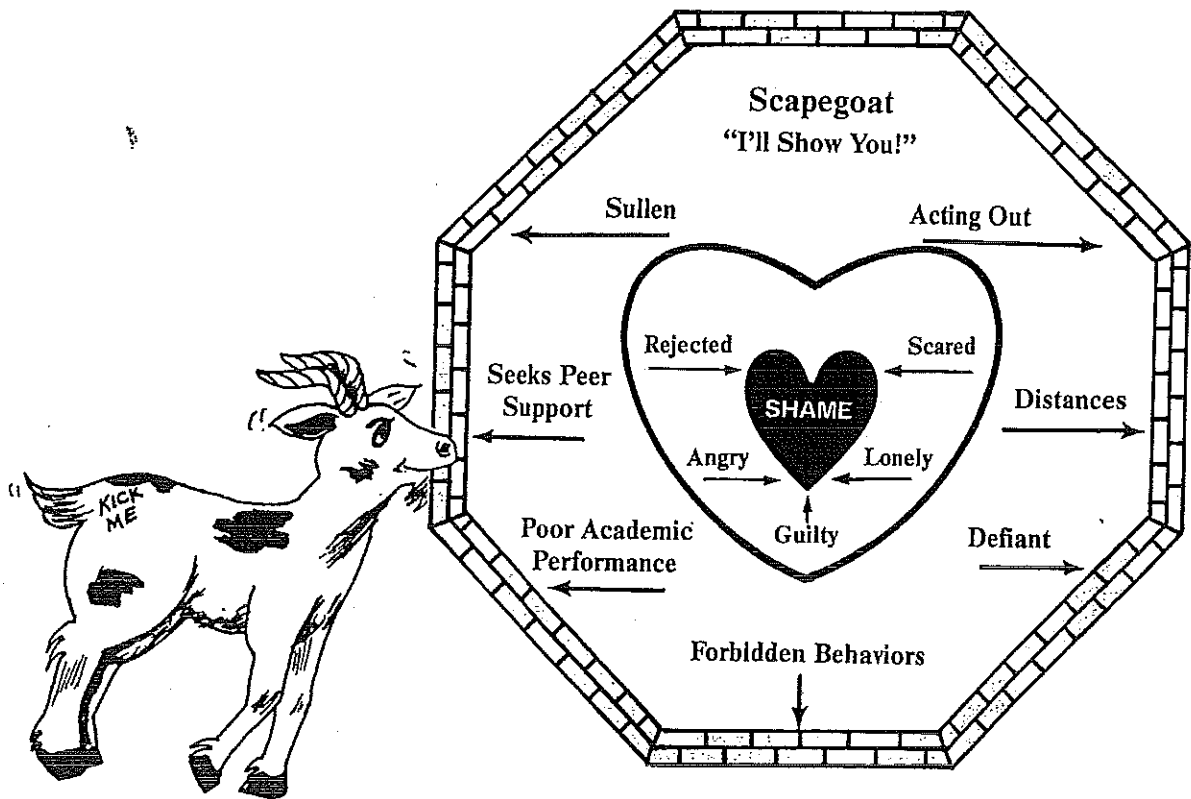 Scapegoat
“I'll Show You!”
Sullen
Acting Out
Rejected
Scared
SHAME
Seeks Peer
Support
Distances
Angry
Lonely
Guilty
KICK
ME
Poor Academic
Performance
Defiant
Forbidden Behaviors